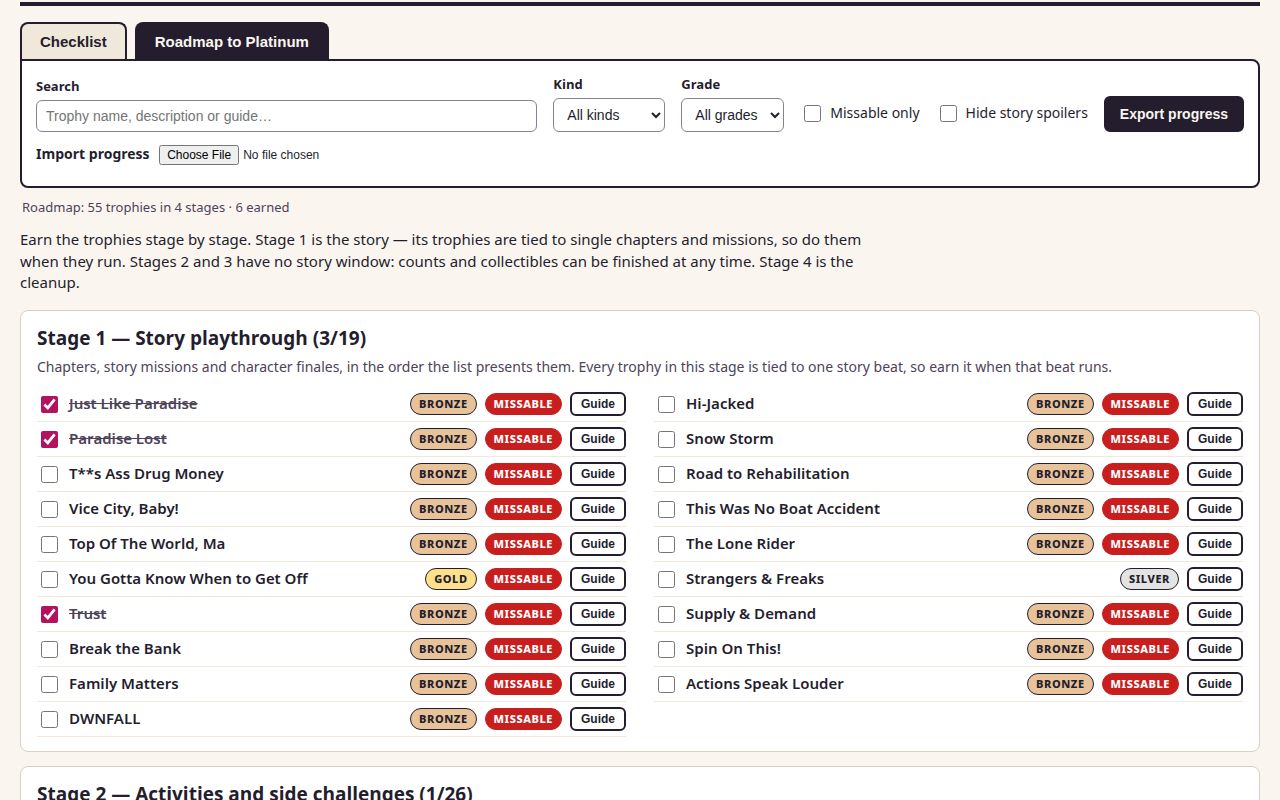 Checklist
Roadmap to Platinum
Search
Kind
Grade
Trophy name, description or guide…
All kinds
All grades
Missable only
Hide story spoilers
Export progress
Import progress
Choose File No file chosen
Roadmap: 55 trophies in 4 stages · 6 earned
Earn the trophies stage by stage. Stage 1 is the story — its trophies are tied to single chapters and missions, so do them
when they run. Stages 2 and 3 have no story window: counts and collectibles can be finished at any time. Stage 4 is the
cleanup.
Stage 1 — Story playthrough (3/19)
Chapters, story missions and character finales, in the order the list presents them. Every trophy in this stage is tied to one story beat, so earn it when that beat runs.
Just Like Paradise BRONZE MISSABLE Guide
Paradise Lost BRONZE MISSABLE Guide
T**s Ass Drug Money BRONZE MISSABLE Guide
Vice City, Baby! BRONZE MISSABLE Guide
Top Of The World, Ma BRONZE MISSABLE Guide
You Gotta Know When to Get Off GOLD MISSABLE Guide
Trust BRONZE MISSABLE Guide
Break the Bank BRONZE MISSABLE Guide
Family Matters BRONZE MISSABLE Guide
DWNFALL BRONZE MISSABLE Guide
Hi-Jacked BRONZE MISSABLE Guide
Snow Storm BRONZE MISSABLE Guide
Road to Rehabilitation BRONZE MISSABLE Guide
This Was No Boat Accident BRONZE MISSABLE Guide
The Lone Rider BRONZE MISSABLE Guide
Strangers & Freaks SILVER Guide
Supply & Demand BRONZE MISSABLE Guide
Spin On This! BRONZE MISSABLE Guide
Actions Speak Louder BRONZE MISSABLE Guide
Stage 2 — Activities and side challenges (1/26)